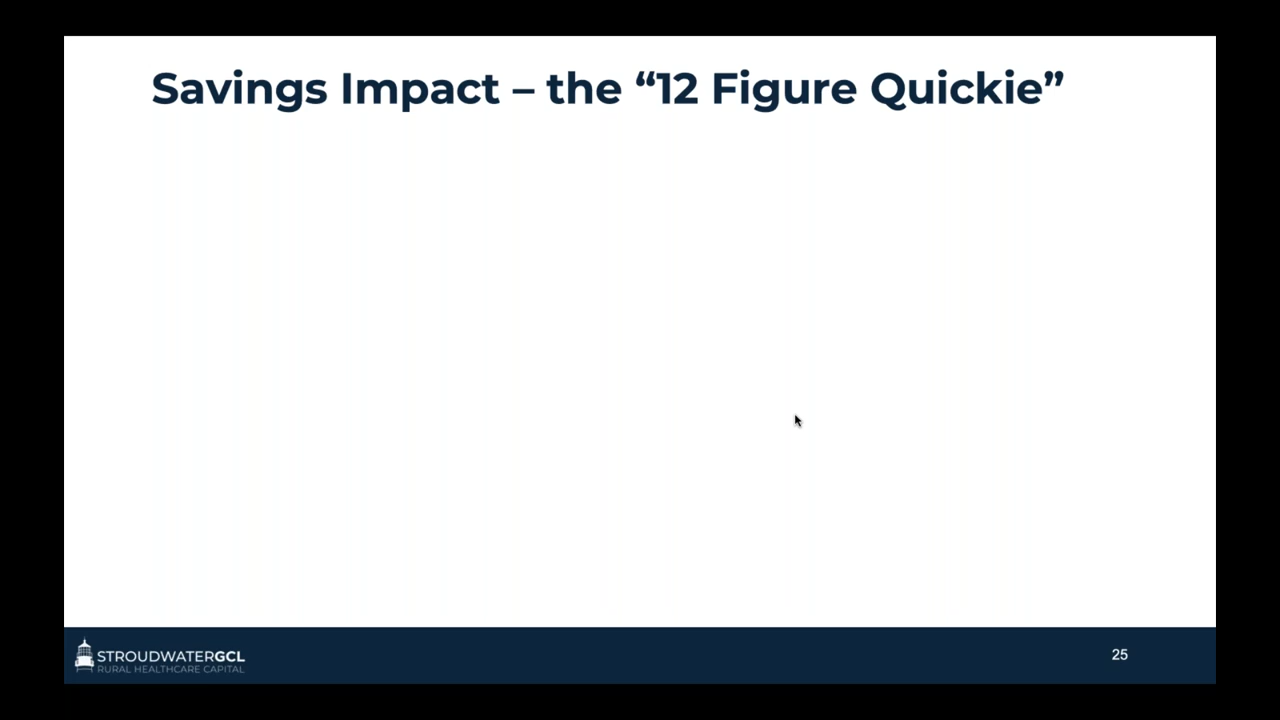 Savings Impact – the “12 Figure Quickie”
STROUDWATERGCL
RURAL HEALTHCARE CAPITAL
25